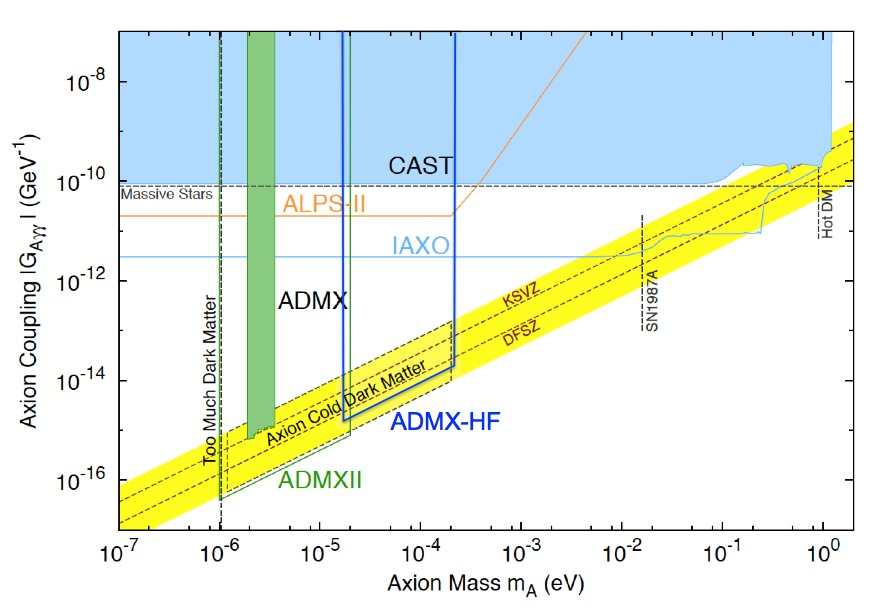 Axion Coupling |G_Aγγ| (GeV⁻¹)
10⁻⁸
10⁻¹⁰
10⁻¹²
10⁻¹⁴
10⁻¹⁶
CAST
Massive Stars
ALPS-II
IAXO
Hot DM
SN1987A
ADMX
KSVZ
DFSZ
Too Much Dark Matter
Axion Cold Dark Matter
ADMX-HF
ADMXII
10⁻⁷ 10⁻⁶ 10⁻⁵ 10⁻⁴ 10⁻³ 10⁻² 10⁻¹ 10⁰
Axion Mass m_A (eV)